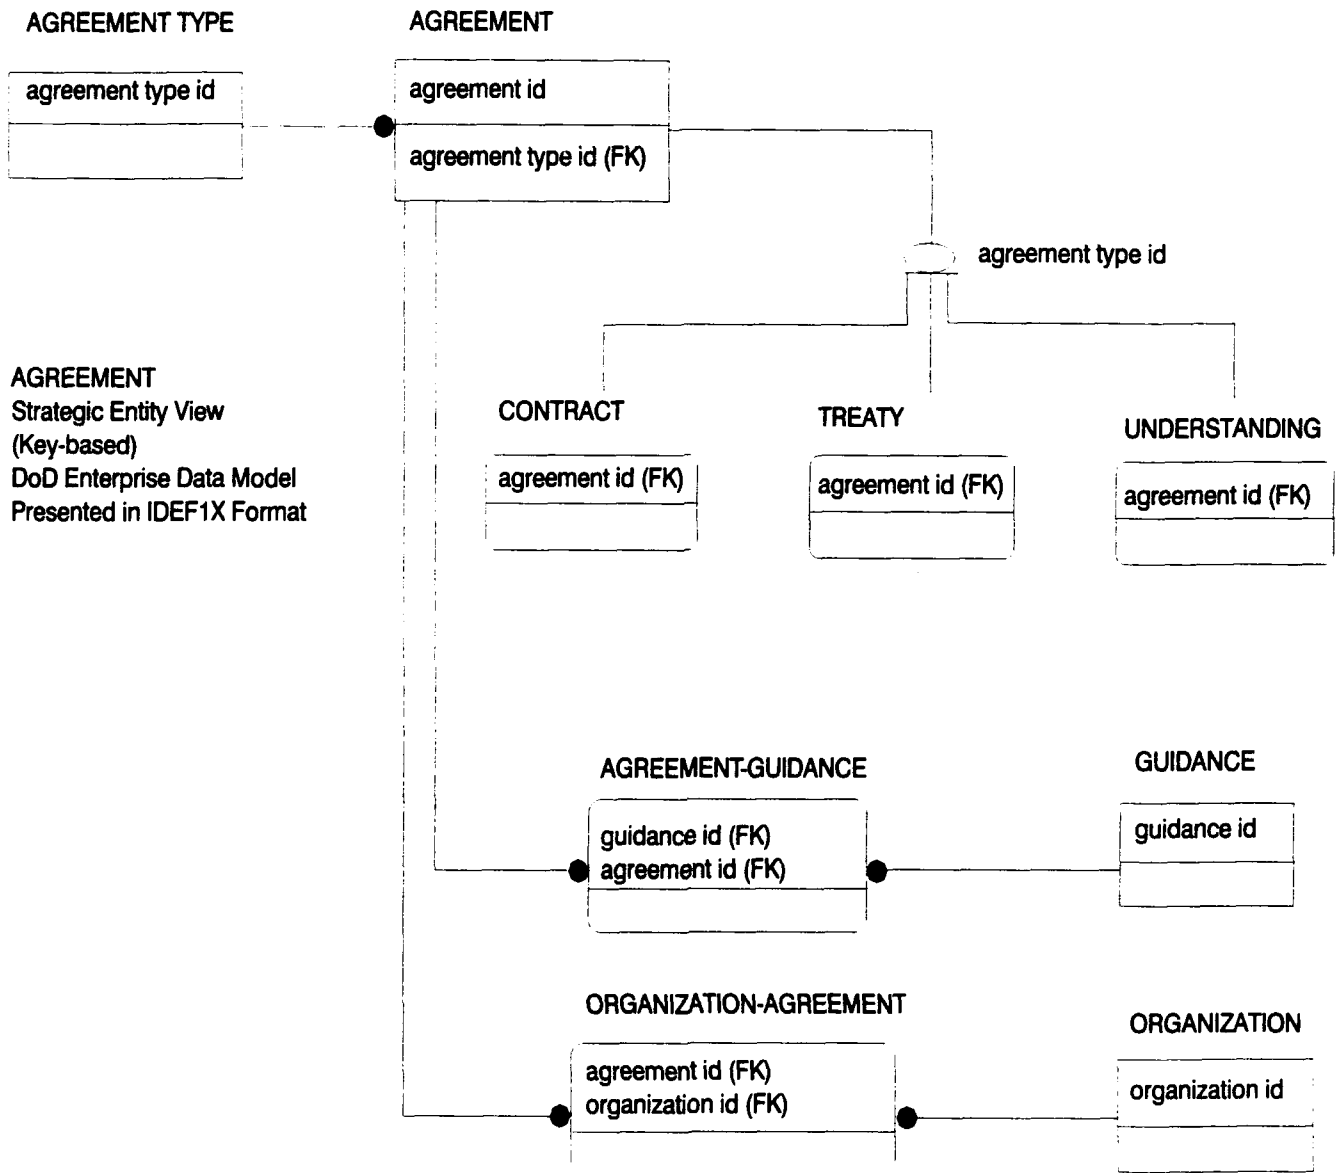 AGREEMENT TYPE
agreement type id
AGREEMENT
agreement id
agreement type id (FK)
agreement type id
AGREEMENT
Strategic Entity View
(Key-based)
DoD Enterprise Data Model
Presented in IDEF1X Format
CONTRACT
agreement id (FK)
TREATY
agreement id (FK)
UNDERSTANDING
agreement id (FK)
AGREEMENT-GUIDANCE
guidance id (FK)
agreement id (FK)
GUIDANCE
guidance id
ORGANIZATION-AGREEMENT
agreement id (FK)
organization id (FK)
ORGANIZATION
organization id